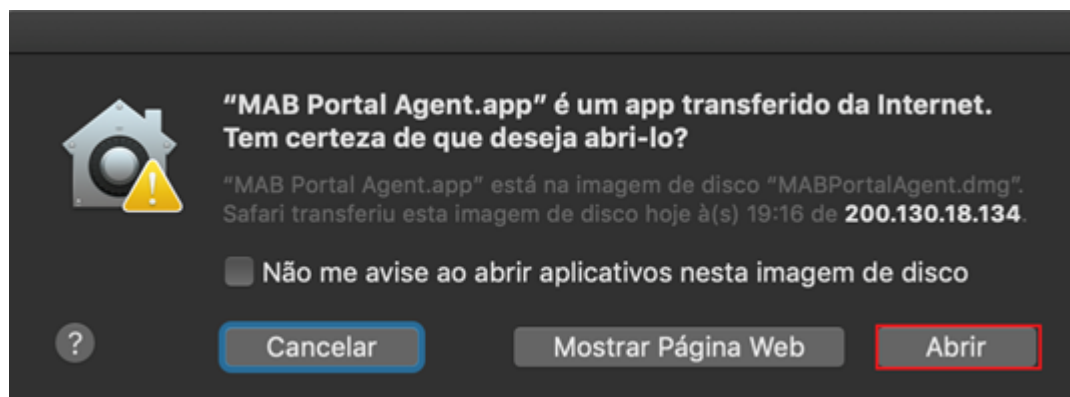 “MAB Portal Agent.app” é um app transferido da Internet.
Tem certeza de que deseja abri-lo?
“MAB Portal Agent.app” está na imagem de disco “MABPortalAgent.dmg”.
Safari transferiu esta imagem de disco hoje à(s) 19:16 de 200.130.18.134.
Não me avise ao abrir aplicativos nesta imagem de disco
?
Cancelar
Mostrar Página Web
Abrir